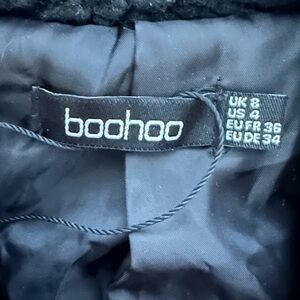 boohoo
UK 8
US 4
EU FR 36
EU DE 34